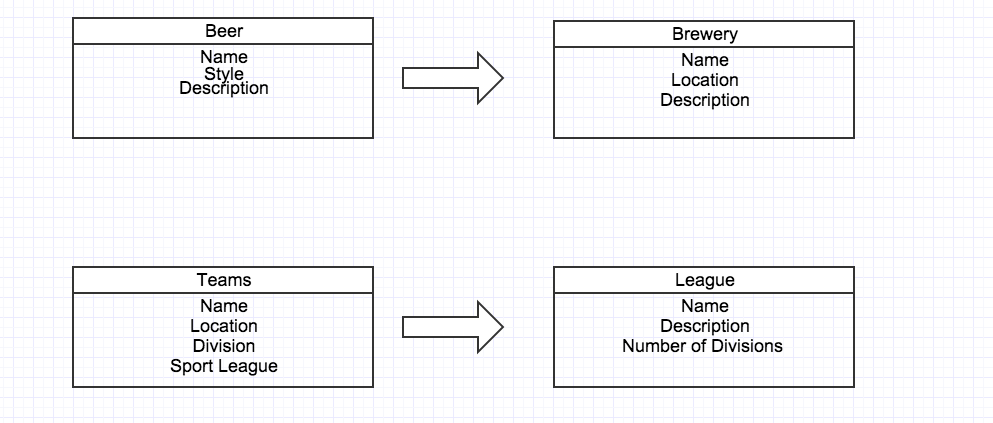 Beer
Name
Style
Description
Brewery
Name
Location
Description
Teams
Name
Location
Division
Sport League
League
Name
Description
Number of Divisions